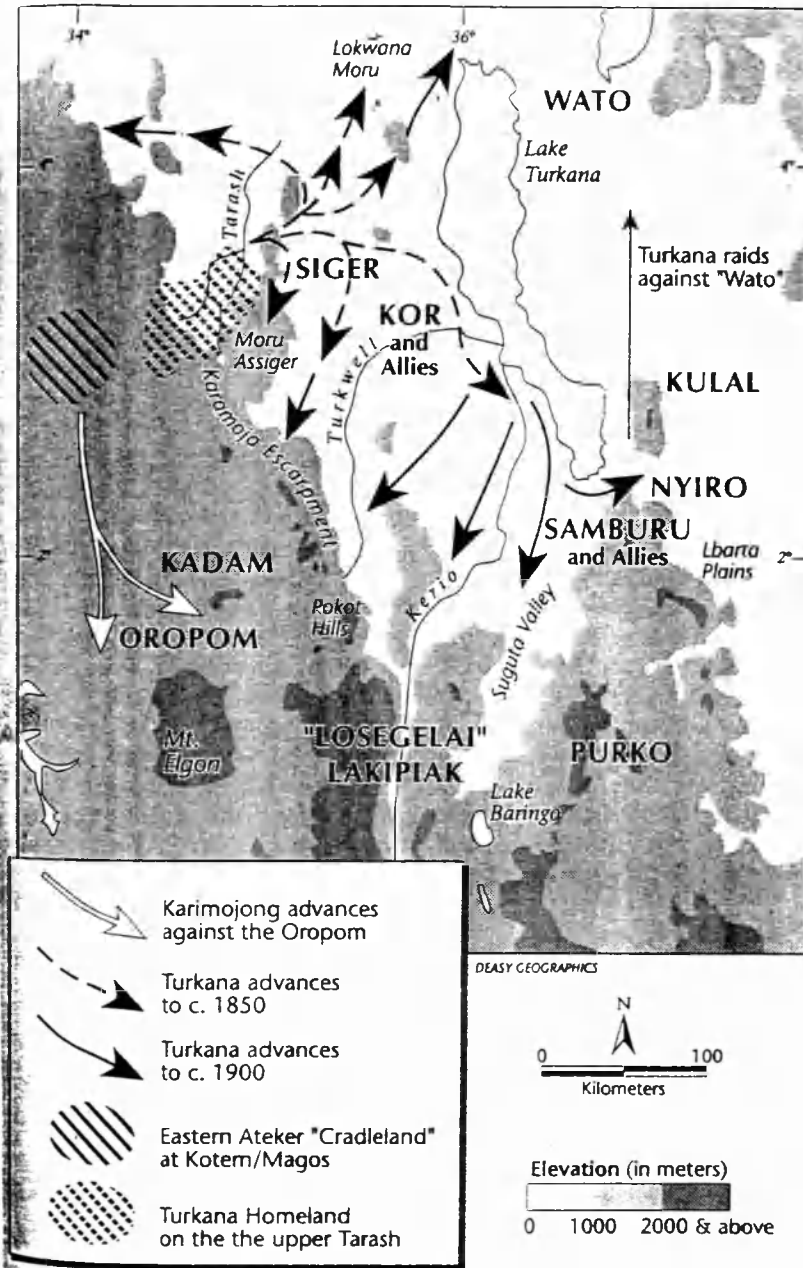 34°
36°
Lokwana
Moru
WATO
Lake
Turkana
4°
4°
Tarash
Turkana raids
against "Wato"
SIGER
KOR
and
Allies
Moru
Assiger
Turkwell
KULAL
Karamoja Escarpment
NYIRO
SAMBURU
and Allies
Lbarta
Plains
2°
KADAM
Kerio
Suguta Valley
Pokot
Hills
OROPOM
Mt.
Elgon
"LOSEGELAI"
LAKIPIAK
PURKO
Lake
Baringo
Karimojong advances
against the Oropom
Turkana advances
to c. 1850
Turkana advances
to c. 1900
Eastern Ateker "Cradleland"
at Kotem/Magos
Turkana Homeland
on the the upper Tarash
DEASY GEOGRAPHICS
N
0 100
Kilometers
Elevation (in meters)
0 1000 2000 & above